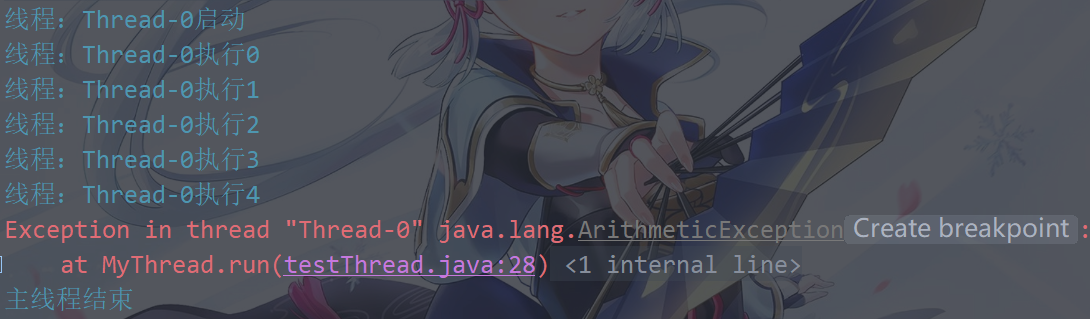 线程：Thread-0启动
线程：Thread-0执行0
线程：Thread-0执行1
线程：Thread-0执行2
线程：Thread-0执行3
线程：Thread-0执行4
Exception in thread "Thread-0" java.lang.ArithmeticException Create breakpoint :
at MyThread.run(testThread.java:28) <1 internal line>
主线程结束